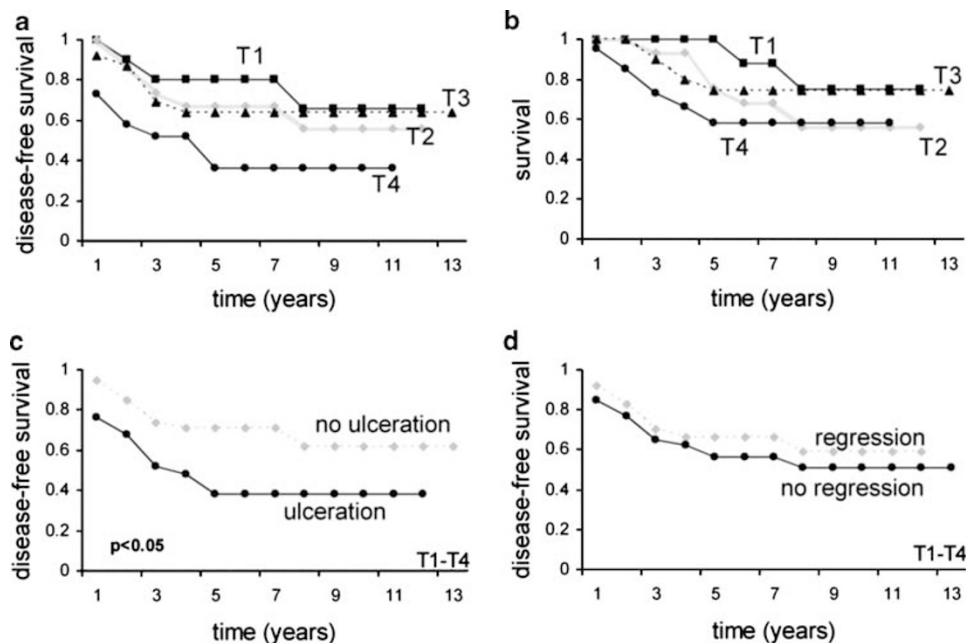 a
disease-free survival
1
0.8
0.4
0.6
0.2
0
T1
T3
T2
T4
1 3 5 7 9 11 13
time (years)
b
survival
1
0.8
0.4
0.6
0.2
0
T1
T3
T4
T2
1 3 5 7 9 11 13
time (years)
c
disease-free survival
1
0.8
0.4
0.6
0.2
0
no ulceration
ulceration
p<0.05
T1-T4
1 3 5 7 9 11 13
time (years)
d
disease-free survival
1
0.8
0.4
0.6
0.2
0
regression
no regression
T1-T4
1 3 5 7 9 11 13
time (years)